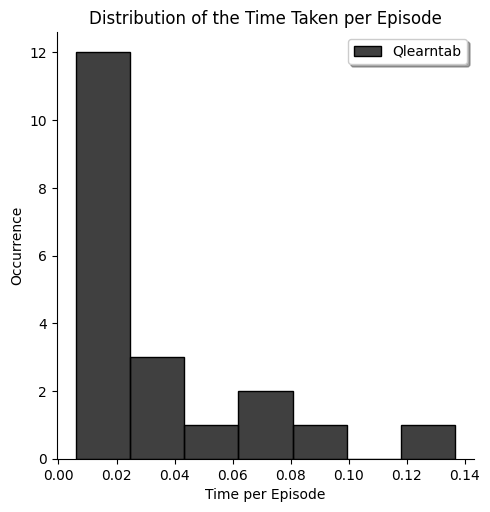 Distribution of the Time Taken per Episode
Qlearntab
12
10
8
6
4
2
0
Occurrence
0.00 0.02 0.04 0.06 0.08 0.10 0.12 0.14
Time per Episode